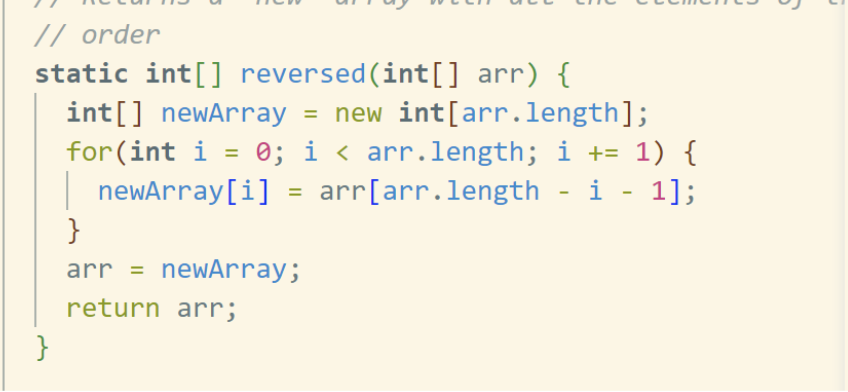 // Returns a new array with all the elements of
// order
static int[] reversed(int[] arr) {
int[] newArray = new int[arr.length];
for(int i = 0; i < arr.length; i += 1) {
newArray[i] = arr[arr.length - i - 1];
}
arr = newArray;
return arr;
}